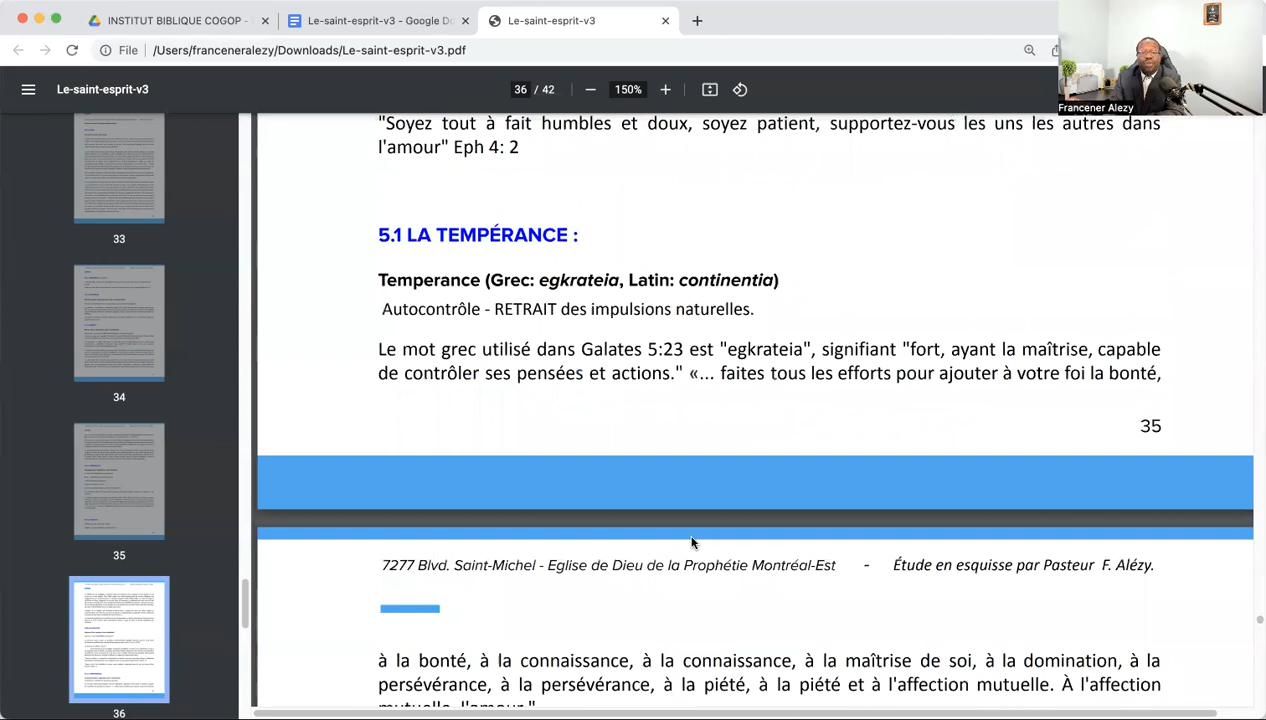 INSTITUT BIBLIQUE COGOP -
Le-saint-esprit-v3 - Google Do
Le-saint-esprit-v3
File
/Users/franceneralezy/Downloads/Le-saint-esprit-v3.pdf
Le-saint-esprit-v3
36 / 42
150%
Francener Alezy
33
34
35
36
"Soyez tout à fait humbles et doux, soyez patient, supportez-vous les uns les autres dans
l'amour" Eph 4: 2
5.1 LA TEMPÉRANCE :
Temperance (Grec: egkrateia, Latin: continentia)
Autocontrôle - RETRAIT des impulsions naturelles.
Le mot grec utilisé dans Galates 5:23 est "egkrateia", signifiant "fort, ayant la maîtrise, capable
de contrôler ses pensées et actions." «... faites tous les efforts pour ajouter à votre foi la bonté,
35
7277 Blvd. Saint-Michel - Eglise de Dieu de la Prophétie Montréal-Est - Étude en esquisse par Pasteur F. Alézy.
à la bonté, à la connaissance, à la connaissance, à la maîtrise de soi, à la domination, à la
persévérance, à la persévérance, à la piété, à la piété et à l'affection mutuelle. À l'affection
mutuelle, l'amour."